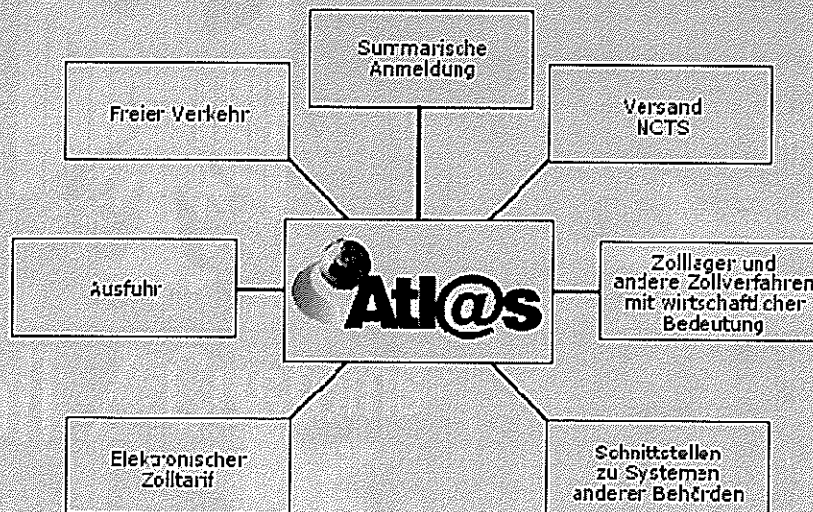 Summarische
Anmeldung
Freier Verkehr
Versand
NCTS
Ausfuhr
Atl@s
Zolllager und
andere Zollverfahren
mit wirtschaftlicher
Bedeutung
Elektronischer
Zolltarif
Schnittstellen
zu Systemen
anderer Behörden